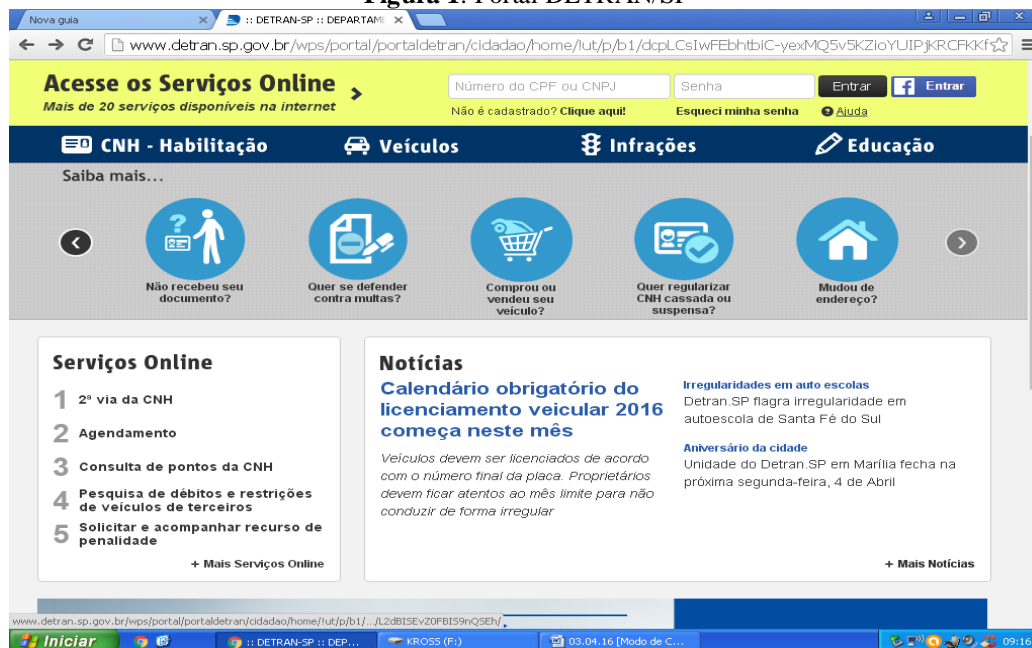 Figura 1: Portal DETRAN/SP
Nova guia
:: DETRAN-SP :: DEPARTAME
www.detran.sp.gov.br/wps/portal/portaldetran/cidadao/home/!ut/p/b1/
Acesse os Serviços Online
Mais de 20 serviços disponíveis na internet
Número do CPF ou CNPJ
Senha
Entrar
Entrar
Não é cadastrado? Clique aqui!
Esqueci minha senha
Ajuda
CNH - Habilitação
Veículos
Infrações
Educação
Saiba mais...
Não recebeu seu
documento?
Quer se defender
contra multas?
Comprou ou
vendeu seu
veículo?
Quer regularizar
CNH cassada ou
suspensa?
Mudou de
endereço?
Serviços Online
1 2ª via da CNH
2 Agendamento
3 Consulta de pontos da CNH
4 Pesquisa de débitos e restrições
de veículos de terceiros
5 Solicitar e acompanhar recurso de
penalidade
+ Mais Serviços Online
Notícias
Calendário obrigatório do
licenciamento veicular 2016
começa neste mês
Veículos devem ser licenciados de acordo
com o número final da placa. Proprietários
devem ficar atentos ao mês limite para não
conduzir de forma irregular
Irregularidades em auto escolas
Detran.SP flagra irregularidade em
autoescola de Santa Fé do Sul
Aniversário da cidade
Unidade do Detran.SP em Marília fecha na
próxima segunda-feira, 4 de Abril
+ Mais Notícias
www.detran.sp.gov.br/wps/portal/portaldetran/cidadao/home/!ut/p/b1/.../L2dBISEvZ0FBIS9nQSEh/
Iniciar
:: DETRAN-SP :: DEP...
KROSS (F:)
03.04.16 [Modo de C...
09:16